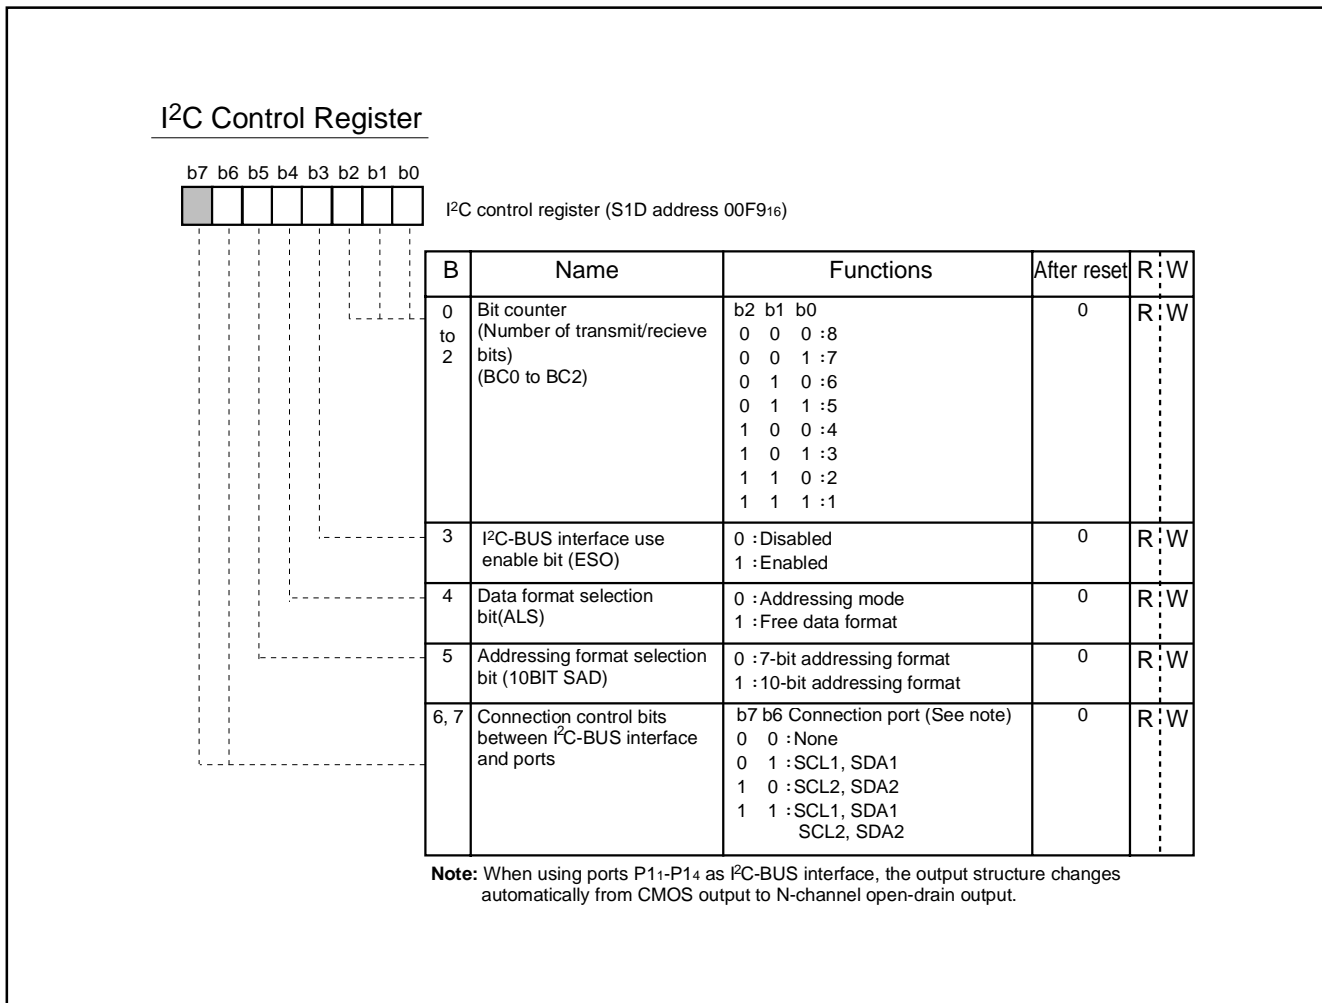 I2C Control Register
b7 b6 b5 b4 b3 b2 b1 b0
I2C control register (S1D address 00F916)
B Name Functions After reset R W
0 to 2
Bit counter
(Number of transmit/recieve
bits)
(BC0 to BC2)
b2 b1 b0
0 0 0 :8
0 0 1 :7
0 1 0 :6
0 1 1 :5
1 0 0 :4
1 0 1 :3
1 1 0 :2
1 1 1 :1
0 R W
3
I2C-BUS interface use
enable bit (ESO)
0 :Disabled
1 :Enabled
0 R W
4
Data format selection
bit(ALS)
0 :Addressing mode
1 :Free data format
0 R W
5
Addressing format selection
bit (10BIT SAD)
0 :7-bit addressing format
1 :10-bit addressing format
0 R W
6, 7
Connection control bits
between I2C-BUS interface
and ports
b7 b6 Connection port (See note)
0 0 :None
0 1 :SCL1, SDA1
1 0 :SCL2, SDA2
1 1 :SCL1, SDA1
SCL2, SDA2
0 R W
Note: When using ports P11-P14 as I2C-BUS interface, the output structure changes
automatically from CMOS output to N-channel open-drain output.